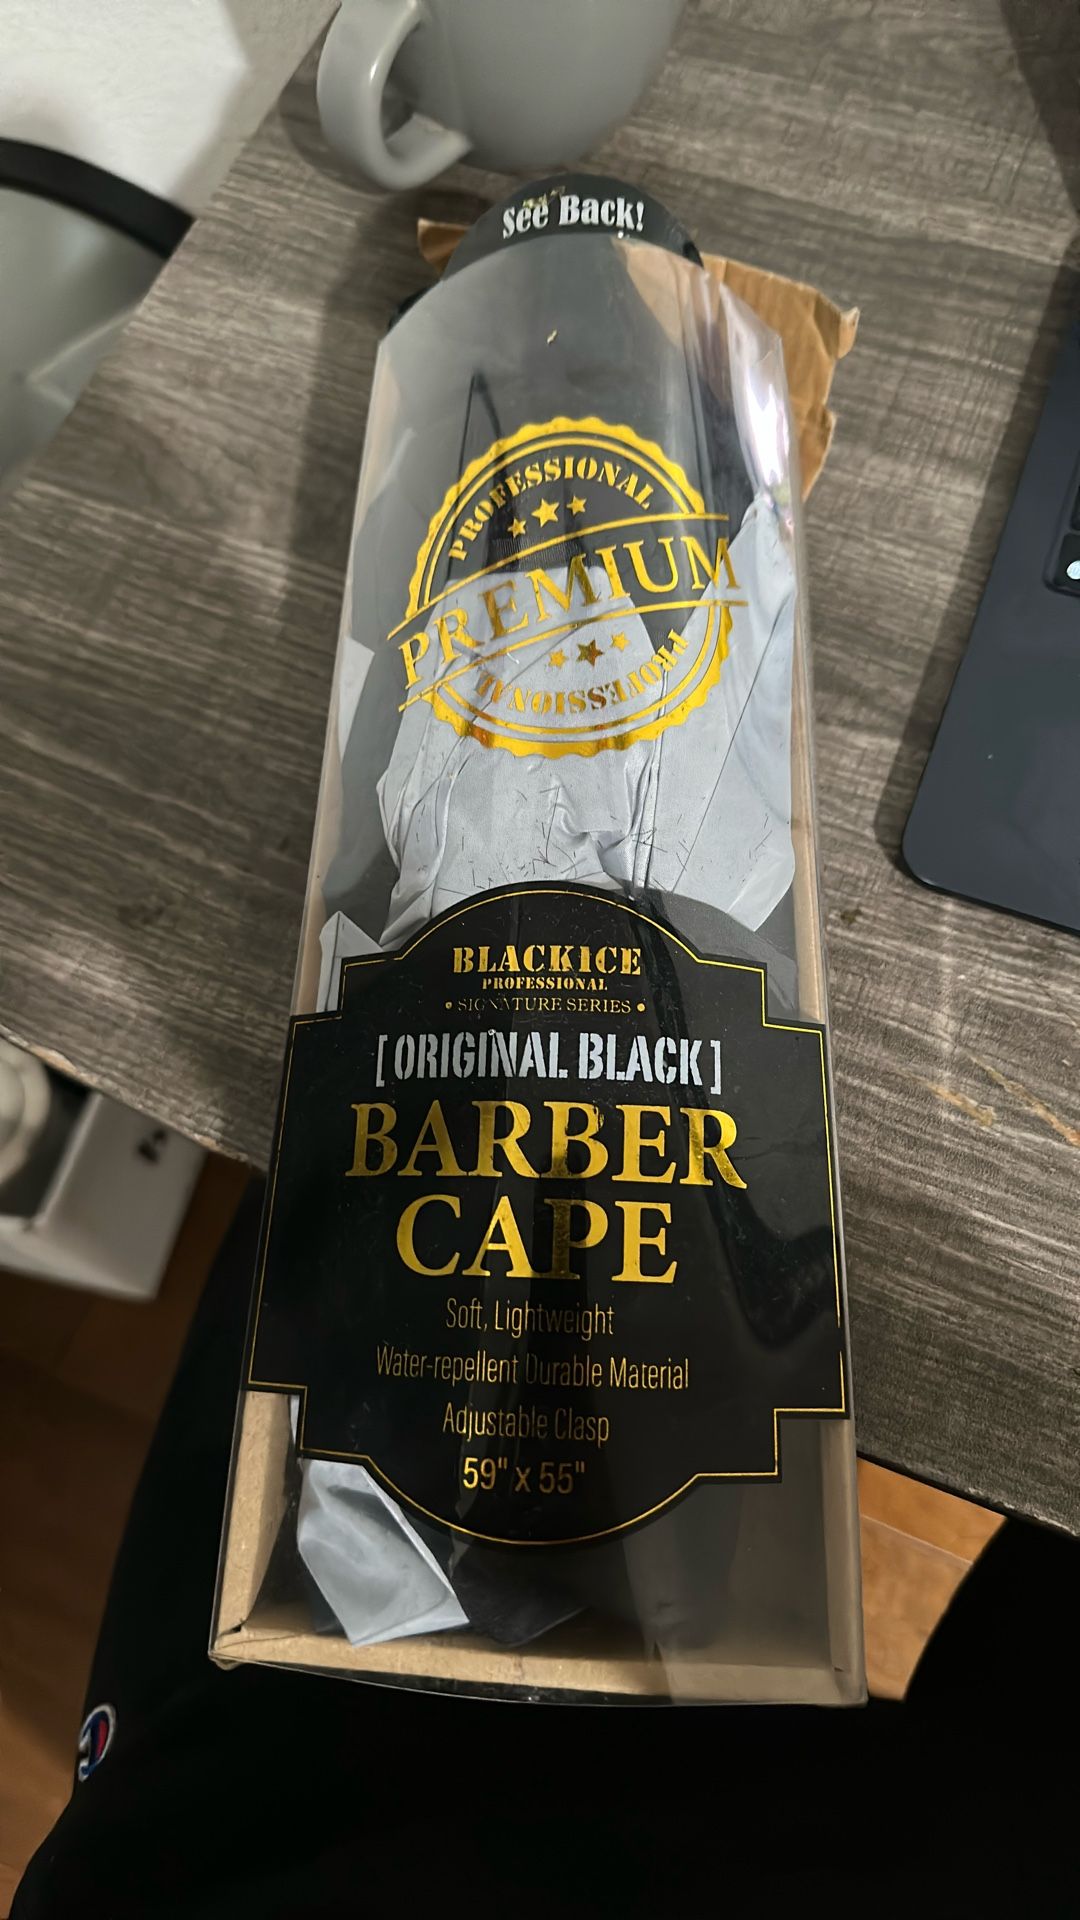 See Back!
PROFESSIONAL
PREMIUM
PROFESSIONAL
BLACK1CE
PROFESSIONAL
• SIGNATURE SERIES •
[ORIGINAL BLACK]
BARBER
CAPE
Soft, Lightweight
Water-repellent Durable Material
Adjustable Clasp
59" x 55"